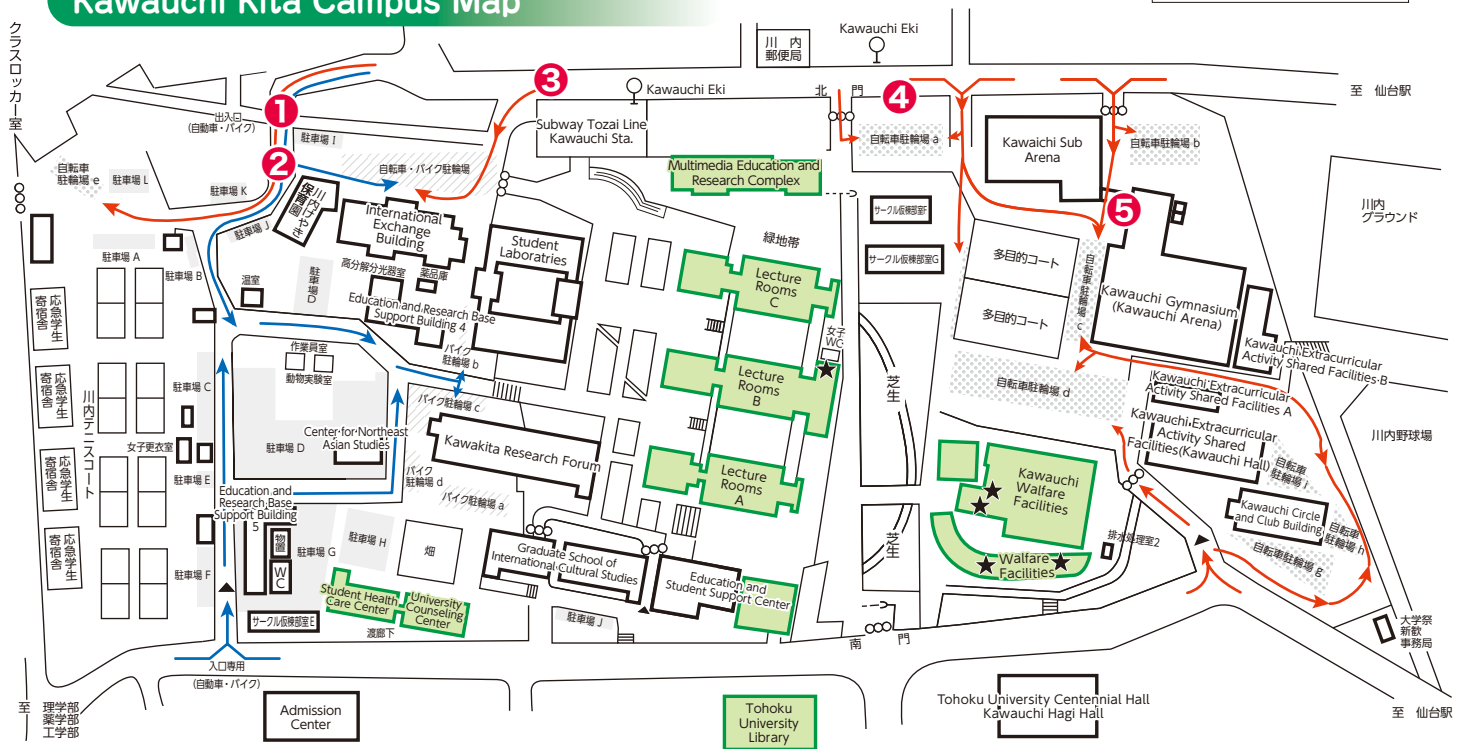 Kawauchi Kita Campus Map
クラスロッカー室
川 内
郵便局
Kawauchi Eki
3
Kawauchi Eki
北 門
4
至 仙台駅
1
出入口
(自動車・バイク)
駐車場 I
Subway Tozai Line
Kawauchi Sta.
自転車駐輪場 a
Kawaichi Sub
Arena
自転車駐輪場 b
2
自転車
駐輪場 e
駐車場 L
駐車場 K
自転車・バイク駐輪場
Multimedia Education and
Research Complex
川内けやき
保育園
駐車場 J
International
Exchange
Building
サークル仮棟部室F
5
川内
グラウンド
駐車場 A
駐車場 B
温室
駐車場 D
高分解分光器室
薬品庫
Student
Laboratries
緑地帯
サークル仮棟部室G
多目的コート
自転車駐輪場 c
Education and Research Base
Support Building 4
Lecture
Rooms
C
多目的コート
Kawauchi Gymnasium
(Kawauchi Arena)
応急学生
寄宿舎
作業員室
動物実験室
バイク
駐輪場 b
女子
WC
Kawauchi Extracurricular
Activity Shared Facilities B
応急学生
寄宿舎
駐車場 C
バイク駐輪場 c
Lecture
Rooms
B
芝生
自転車駐輪場 d
Kawauchi Extracurricular
Activity Shared Facilities A
川内テニスコート
女子更衣室
駐車場 D
Center for Northeast
Asian Studies
Kawakita Research Forum
Kawauchi Extracurricular
Activity Shared
Facilities(Kawauchi Hall)
川内野球場
応急学生
寄宿舎
駐車場 E
バイク
駐輪場 d
バイク駐輪場 a
Lecture
Rooms
A
Kawauchi
Welfare
Facilities
自転車
駐輪場 i
Education and
Research Base
Support Building
5
Kawauchi Circle
and Club Building
自転車
駐輪場 h
応急学生
寄宿舎
駐車場 F
物置
W
C
駐車場 G
駐車場 H
畑
Graduate School of
International Cultural Studies
芝生
排水処理室2
自転車駐輪場 g
Welfare
Facilities
Student Health
Care Center
University
Counseling
Center
Education and
Student Support Center
サークル仮棟部室E
渡廊下
駐車場 J
南 門
大学祭
新歓
事務局
入口専用
(自動車・バイク)
至 理学部
薬学部
工学部
Admission
Center
Tohoku
University
Library
Tohoku University Centennial Hall
Kawauchi Hagi Hall
至 仙台駅